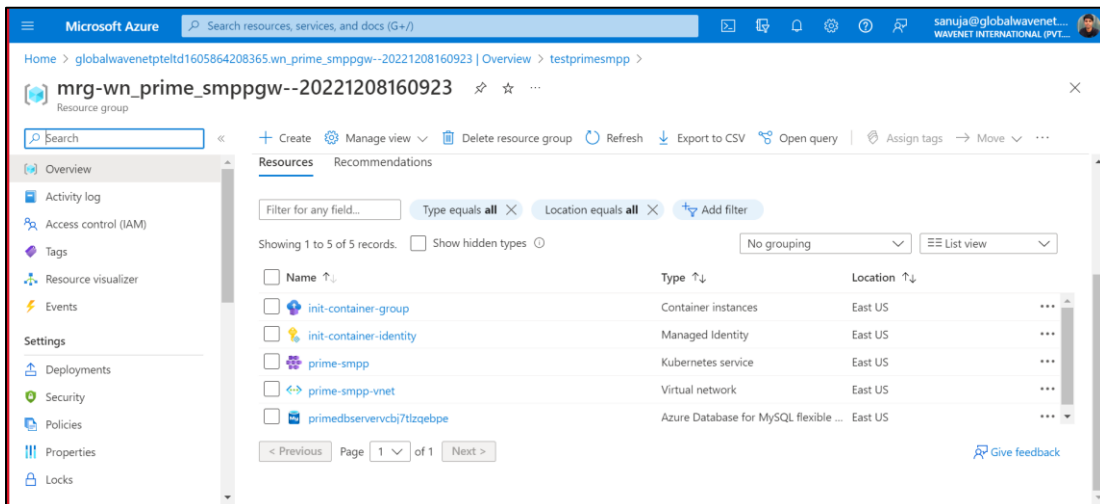 Microsoft Azure
Search resources, services, and docs (G+/)
sanuja@globalwavenet....
WAVENET INTERNATIONAL (PVT....
Home > globalwavenetpteltd1605864208365.wn_prime_smppgw--20221208160923 | Overview > testprimesmpp >
mrg-wn_prime_smppgw--20221208160923
Resource group
Search
Create Manage view Delete resource group Refresh Export to CSV Open query Assign tags Move
Overview
Activity log
Access control (IAM)
Tags
Resource visualizer
Events
Settings
Deployments
Security
Policies
Properties
Locks
Resources Recommendations
Filter for any field...
Type equals all
Location equals all
Add filter
Showing 1 to 5 of 5 records.
Show hidden types
No grouping
List view
Name Type Location
init-container-group Container instances East US
init-container-identity Managed Identity East US
prime-smpp Kubernetes service East US
prime-smpp-vnet Virtual network East US
primedbservervcbj7tlzqebpe Azure Database for MySQL flexible ... East US
< Previous Page 1 of 1 Next >
Give feedback